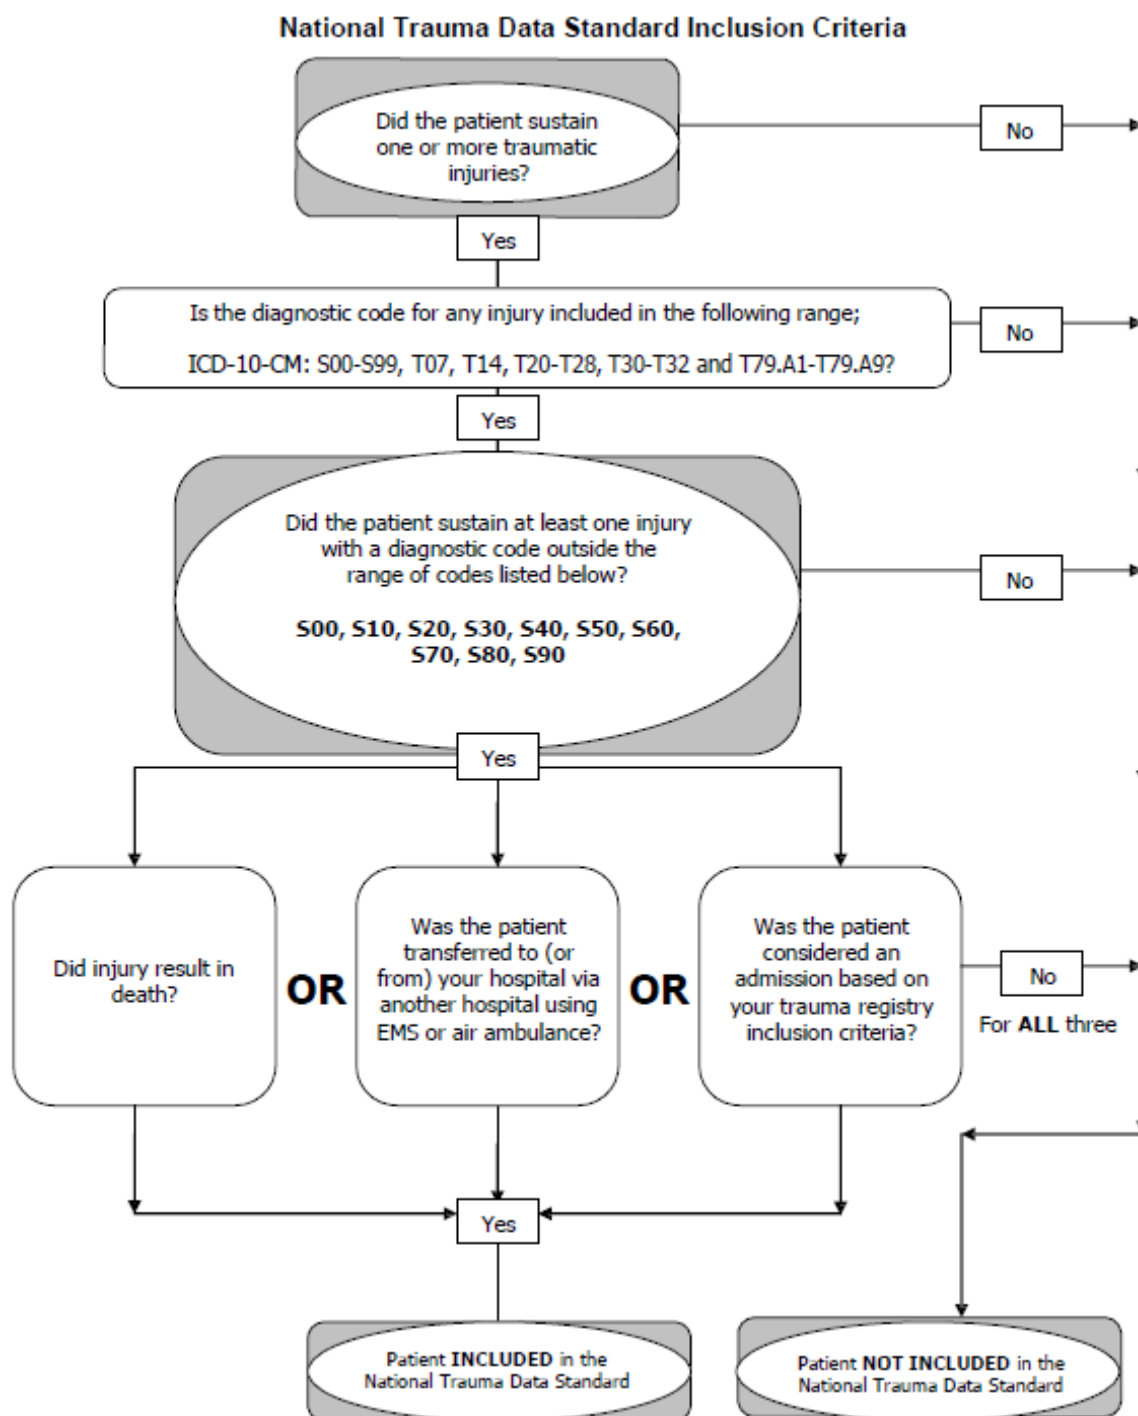 National Trauma Data Standard Inclusion Criteria
Did the patient sustain
one or more traumatic
injuries?
No
Yes
Is the diagnostic code for any injury included in the following range;
ICD-10-CM: S00-S99, T07, T14, T20-T28, T30-T32 and T79.A1-T79.A9?
No
Yes
Did the patient sustain at least one injury
with a diagnostic code outside the
range of codes listed below?
S00, S10, S20, S30, S40, S50, S60,
S70, S80, S90
No
Yes
Did injury result in
death?
OR
Was the patient
transferred to (or
from) your hospital via
another hospital using
EMS or air ambulance?
OR
Was the patient
considered an
admission based on
your trauma registry
inclusion criteria?
No
For ALL three
Yes
Patient INCLUDED in the
National Trauma Data Standard
Patient NOT INCLUDED in the
National Trauma Data Standard